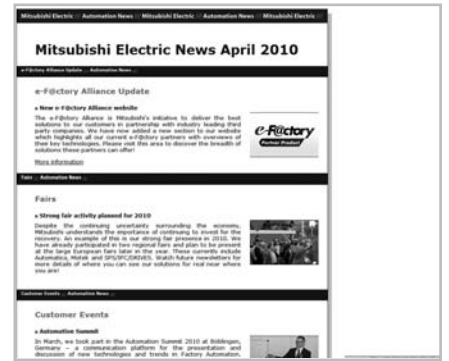 Mitsubishi Electric :: Automation News :: Mitsubishi Electric :: Automation News :: Mitsubishi Electric ::
Mitsubishi Electric News April 2010
e-F@ctory Alliance Update .:. Automation News .:.
e-F@ctory Alliance Update
▪ New e-F@ctory Alliance website
The e-F@ctory Alliance is Mitsubishi's initiative to deliver the best
solutions to our customers in partnership with industry leading third
party companies. We have now added a new section to our website
which highlights all our current e-F@ctory partners with overviews of
their key technologies. Please visit this area to discover the breadth of
solutions these partners can offer!
e-F@ctory
Partner Product
More information
Fairs .:. Automation News .:.
Fairs
▪ Strong fair activity planned for 2010
Despite the continuing uncertainty surrounding the economy,
Mitsubishi understands the importance of continuing to invest for the
recovery. An example of this is our strong fair presence in 2010. We
have already participated in two regional fairs and plan to be present
at the large European fairs later in the year. These currently include
Automatica, Motek and SPS/IPC/DRIVES. Watch future newsletters for
more details of where you can see our solutions for real near where
you are!
Customer Events .:. Automation News .:.
Customer Events
▪ Automation Summit
In March, we took part in the Automation Summit 2010 at Böblingen,
Germany – a communication platform for the presentation and
discussion of new technologies and trends in Factory Automation.